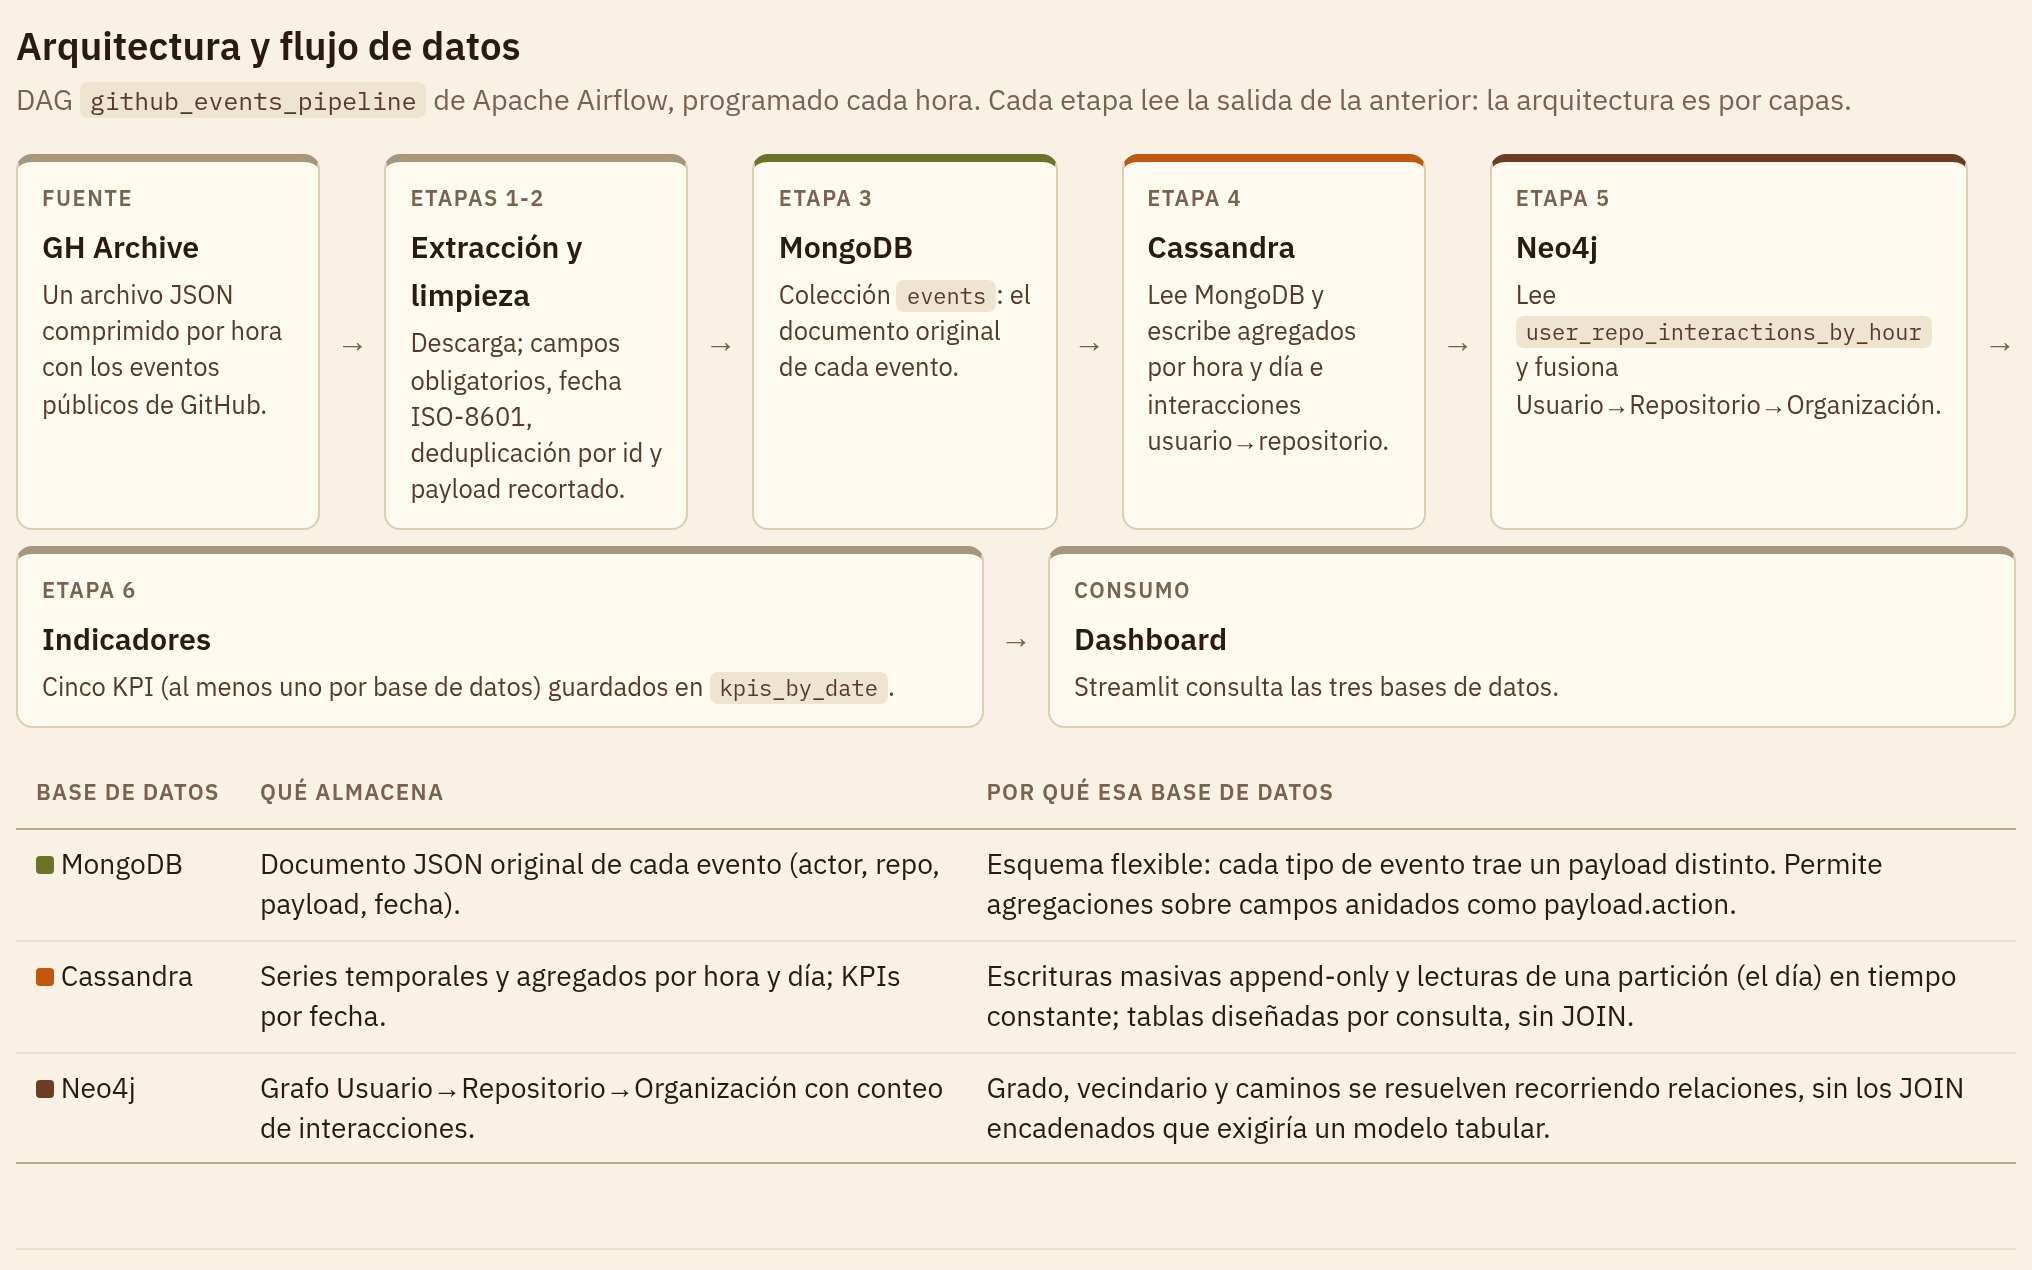 Arquitectura y flujo de datos
DAG github_events_pipeline de Apache Airflow, programado cada hora. Cada etapa lee la salida de la anterior: la arquitectura es por capas.
FUENTE
GH Archive
Un archivo JSON
comprimido por hora
con los eventos
públicos de GitHub.
→
ETAPAS 1-2
Extracción y
limpieza
Descarga; campos
obligatorios, fecha
ISO-8601,
deduplicación por id y
payload recortado.
→
ETAPA 3
MongoDB
Colección events: el
documento original
de cada evento.
→
ETAPA 4
Cassandra
Lee MongoDB y
escribe agregados
por hora y día e
interacciones
usuario→repositorio.
→
ETAPA 5
Neo4j
Lee
user_repo_interactions_by_hour
y fusiona
Usuario→Repositorio→Organización.
→
ETAPA 6
Indicadores
Cinco KPI (al menos uno por base de datos) guardados en kpis_by_date.
→
CONSUMO
Dashboard
Streamlit consulta las tres bases de datos.
BASE DE DATOS QUÉ ALMACENA POR QUÉ ESA BASE DE DATOS
MongoDB
Documento JSON original de cada evento (actor, repo,
payload, fecha).
Esquema flexible: cada tipo de evento trae un payload distinto. Permite
agregaciones sobre campos anidados como payload.action.
Cassandra
Series temporales y agregados por hora y día; KPIs
por fecha.
Escrituras masivas append-only y lecturas de una partición (el día) en tiempo
constante; tablas diseñadas por consulta, sin JOIN.
Neo4j
Grafo Usuario→Repositorio→Organización con conteo
de interacciones.
Grado, vecindario y caminos se resuelven recorriendo relaciones, sin los JOIN
encadenados que exigiría un modelo tabular.